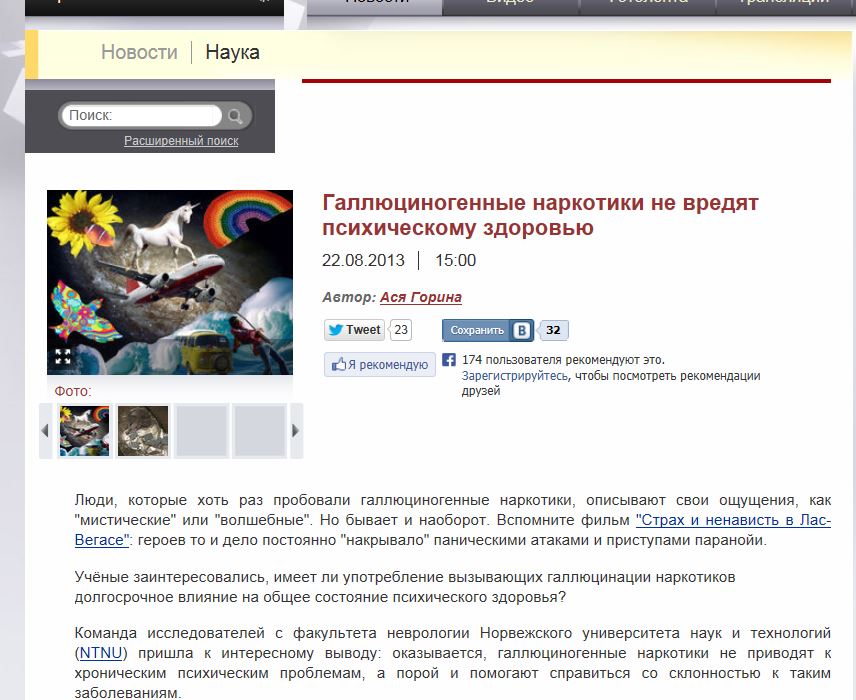 Новости
Видео
Фотолента
Трансляции
Новости | Наука
Поиск:
Расширенный поиск
Галлюциногенные наркотики не вредят
психическому здоровью
22.08.2013 | 15:00
Автор: Ася Горина
Tweet 23
Сохранить В 32
Я рекомендую
174 пользователя рекомендуют это.
Зарегистрируйтесь, чтобы посмотреть рекомендации
друзей
Фото:
Люди, которые хоть раз пробовали галлюциногенные наркотики, описывают свои ощущения, как
"мистические" или "волшебные". Но бывает и наоборот. Вспомните фильм "Страх и ненависть в Лас-
Вегасе": героев то и дело постоянно "накрывало" паническими атаками и приступами паранойи.
Учёные заинтересовались, имеет ли употребление вызывающих галлюцинации наркотиков
долгосрочное влияние на общее состояние психического здоровья?
Команда исследователей с факультета неврологии Норвежского университета наук и технологий
(NTNU) пришла к интересному выводу: оказывается, галлюциногенные наркотики не приводят к
хроническим психическим проблемам, а порой и помогают справиться со склонностью к таким
заболеваниям.